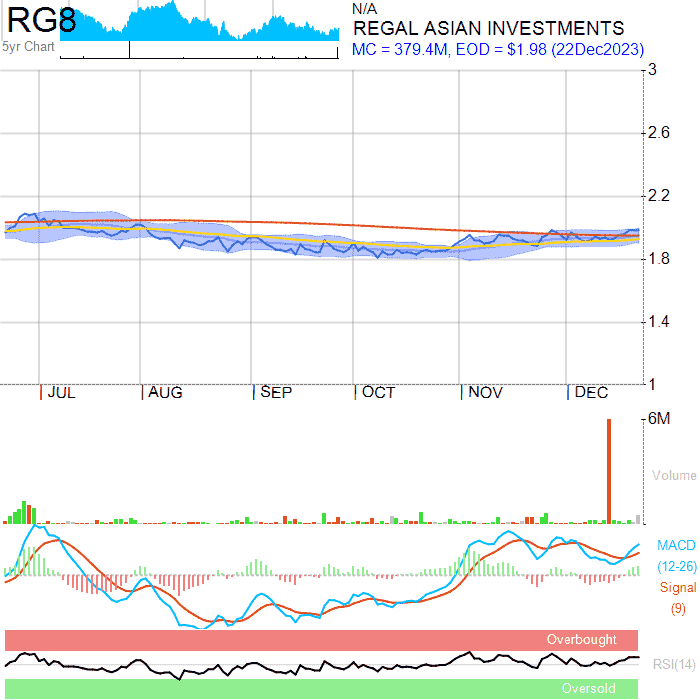 RG8
5yr Chart
N/A
REGAL ASIAN INVESTMENTS
MC = 379.4M, EOD = $1.98 (22Dec2023)
3
2.6
2.2
1.8
1.4
1
JUL AUG SEP OCT NOV DEC
6M
Volume
MACD
(12-26)
Signal
(9)
Overbought
RSI(14)
Oversold